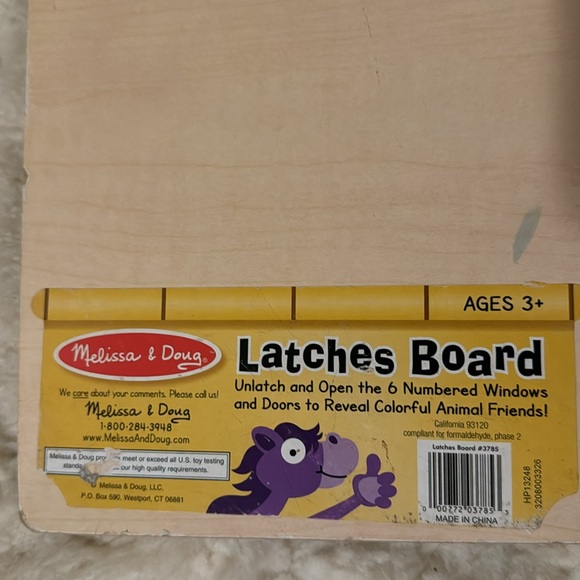 AGES 3+
Melissa & Doug®
Latches Board
Unlatch and Open the 6 Numbered Windows
and Doors to Reveal Colorful Animal Friends!
We care about your comments. Please call us!
Melissa & Doug
1-800-284-3948
www.MelissaAndDoug.com
Melissa & Doug meet or exceed all U.S. toy testing
our high quality requirements.
Melissa & Doug, LLC.
P.O. Box 590, Westport, CT 06881
California 93120
compliant for formaldehyde, phase 2
Latches Board #3785
0 00772 03785 3
MADE IN CHINA
HP13248
3208003326